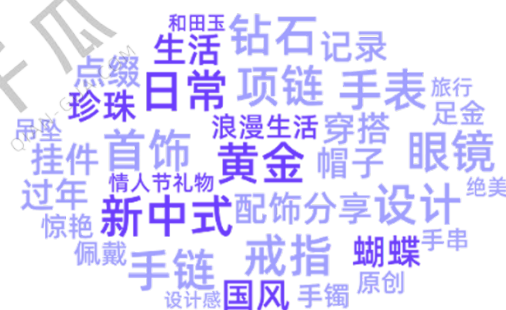 和田玉
生活 钻石 记录
点缀 日常 项链 手表 旅行
珍珠 足金
吊坠 浪漫生活 穿搭
挂件 首饰 黄金 帽子 眼镜
过年 情人节礼物 绝美
惊艳 新中式 配饰分享 设计
佩戴 手链 戒指 蝴蝶 手串
设计感 国风 手镯 原创
千瓜